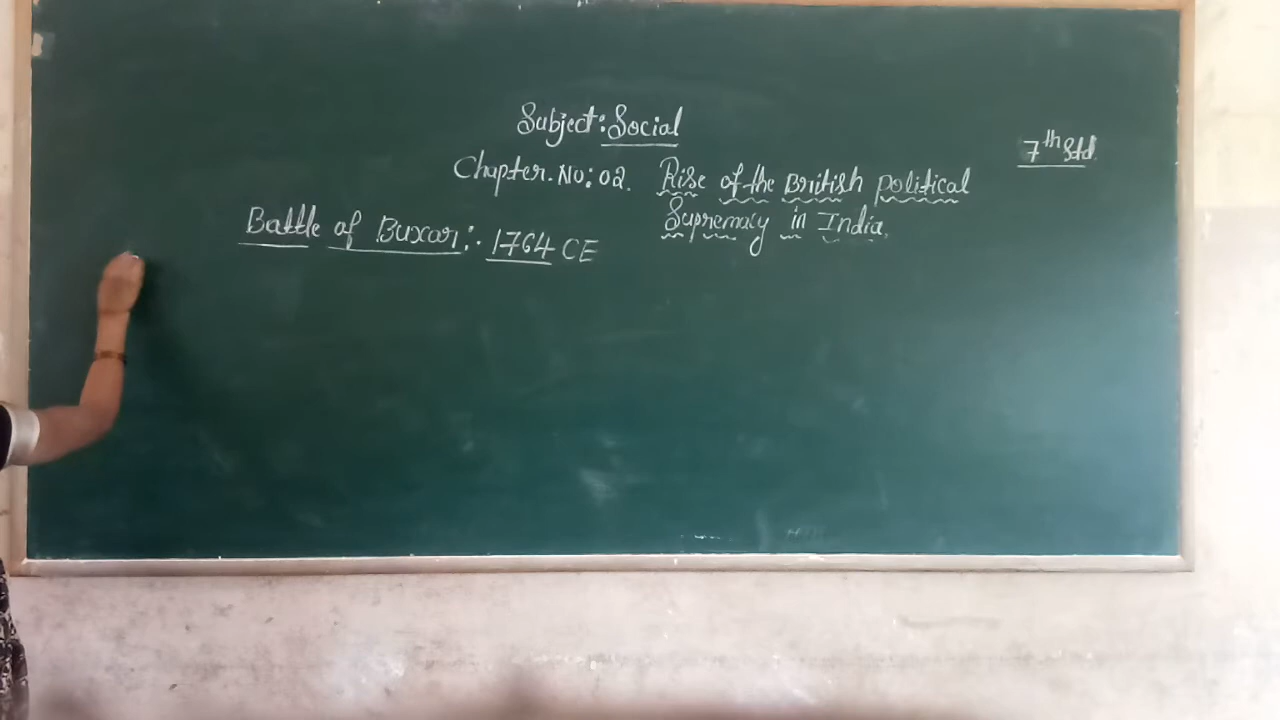 Subject: Social
7th Std.
Chapter. No: 02. Rise of the British political
Supremacy in India.
Battle of Buxar:- 1764 CE